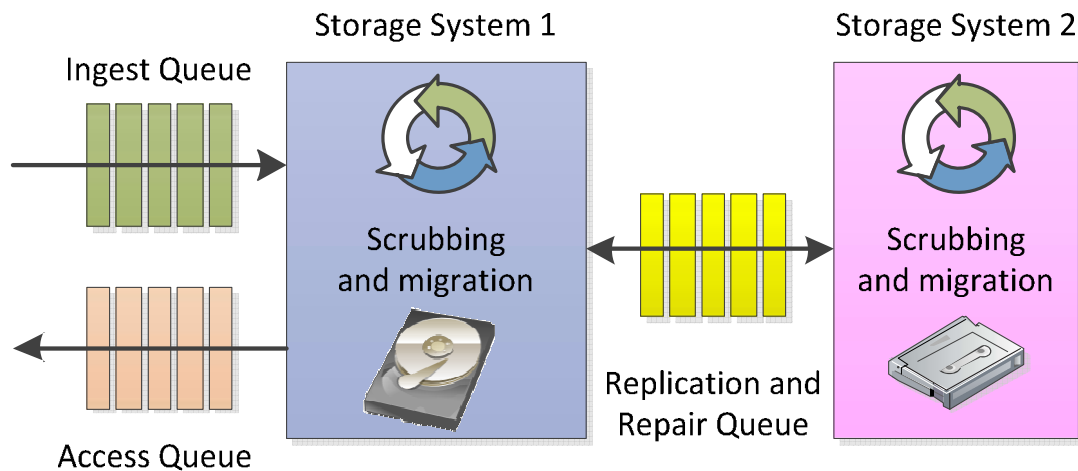 Storage System 1
Storage System 2
Ingest Queue
Scrubbing
and migration
Scrubbing
and migration
Replication and
Repair Queue
Access Queue